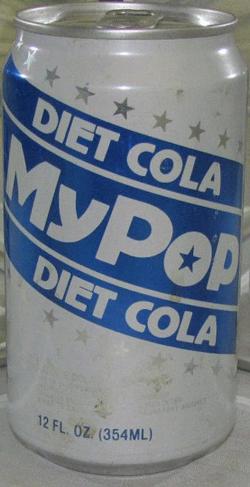 DIET COLA
MyPop
DIET COLA
12 FL. OZ. (354ML)